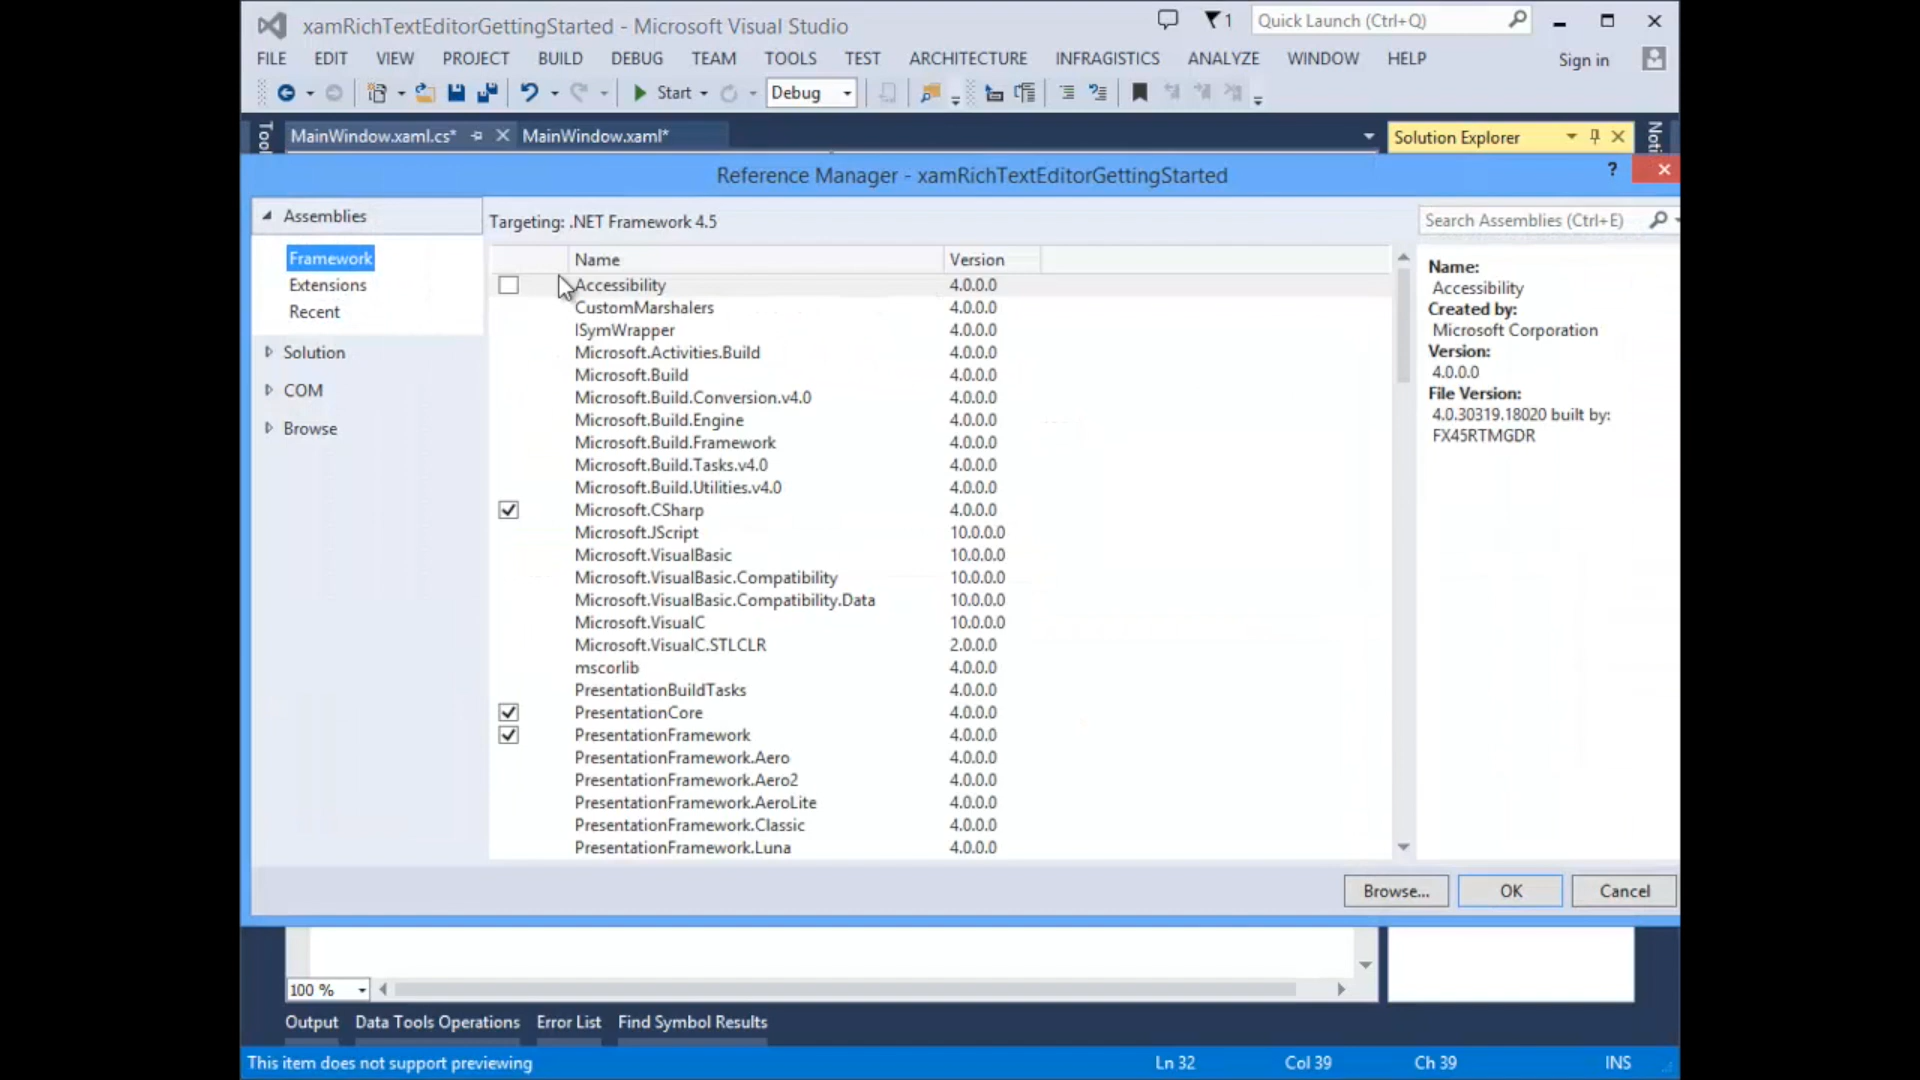 xamRichTextEditorGettingStarted - Microsoft Visual Studio
1
Quick Launch (Ctrl+Q)
FILE EDIT VIEW PROJECT BUILD DEBUG TEAM TOOLS TEST ARCHITECTURE INFRAGISTICS ANALYZE WINDOW HELP
Sign in
Start
Debug
MainWindow.xaml.cs*
MainWindow.xaml*
Solution Explorer
Reference Manager - xamRichTextEditorGettingStarted
?
Assemblies
Framework
Extensions
Recent
Solution
COM
Browse
Targeting: .NET Framework 4.5
Search Assemblies (Ctrl+E)
Name Version
Accessibility 4.0.0.0
CustomMarshalers 4.0.0.0
ISymWrapper 4.0.0.0
Microsoft.Activities.Build 4.0.0.0
Microsoft.Build 4.0.0.0
Microsoft.Build.Conversion.v4.0 4.0.0.0
Microsoft.Build.Engine 4.0.0.0
Microsoft.Build.Framework 4.0.0.0
Microsoft.Build.Tasks.v4.0 4.0.0.0
Microsoft.Build.Utilities.v4.0 4.0.0.0
Microsoft.CSharp 4.0.0.0
Microsoft.JScript 10.0.0.0
Microsoft.VisualBasic 10.0.0.0
Microsoft.VisualBasic.Compatibility 10.0.0.0
Microsoft.VisualBasic.Compatibility.Data 10.0.0.0
Microsoft.VisualC 10.0.0.0
Microsoft.VisualC.STLCLR 2.0.0.0
mscorlib 4.0.0.0
PresentationBuildTasks 4.0.0.0
PresentationCore 4.0.0.0
PresentationFramework 4.0.0.0
PresentationFramework.Aero 4.0.0.0
PresentationFramework.Aero2 4.0.0.0
PresentationFramework.AeroLite 4.0.0.0
PresentationFramework.Classic 4.0.0.0
PresentationFramework.Luna 4.0.0.0
Name:
Accessibility
Created by:
Microsoft Corporation
Version:
4.0.0.0
File Version:
4.0.30319.18020 built by:
FX45RTMGDR
Browse... OK Cancel
100 %
Output Data Tools Operations Error List Find Symbol Results
This item does not support previewing
Ln 32 Col 39 Ch 39 INS